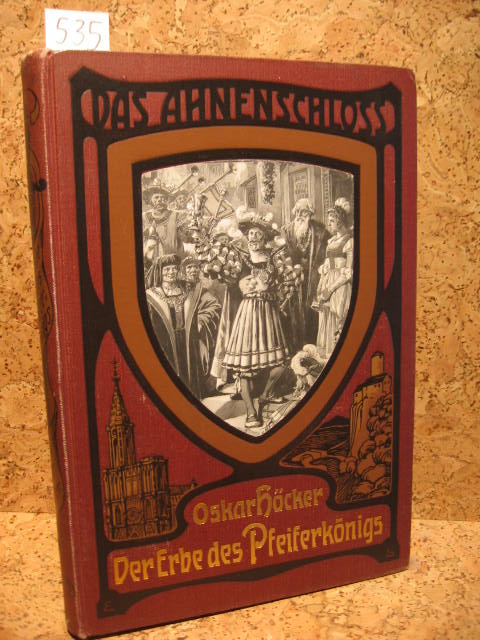 535
DAS AHNENSCHLOSS
Oskar Höcker
Der Erbe des Pfeiferkönigs